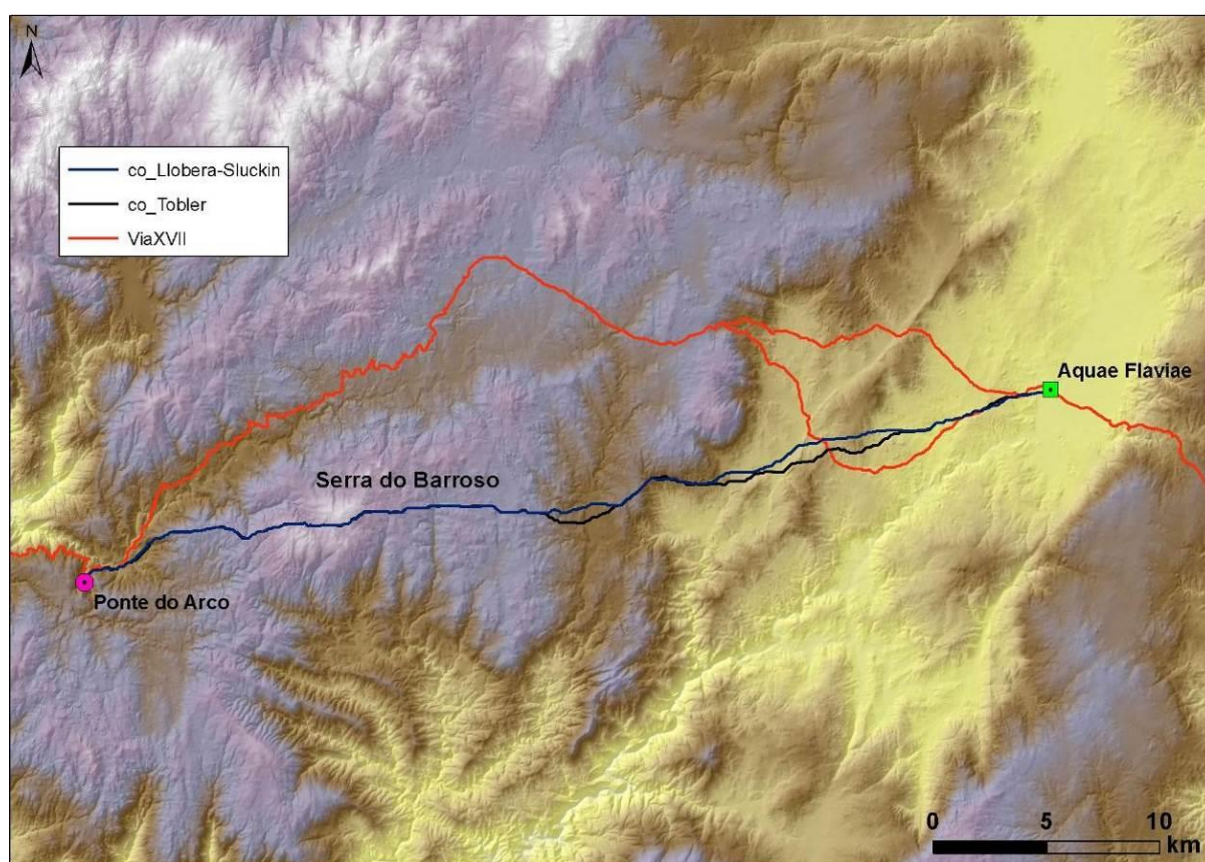 N
co_Llobera-Sluckin
co_Tobler
ViaXVII
Aquae Flaviae
Serra do Barroso
Ponte do Arco
0 5 10
km